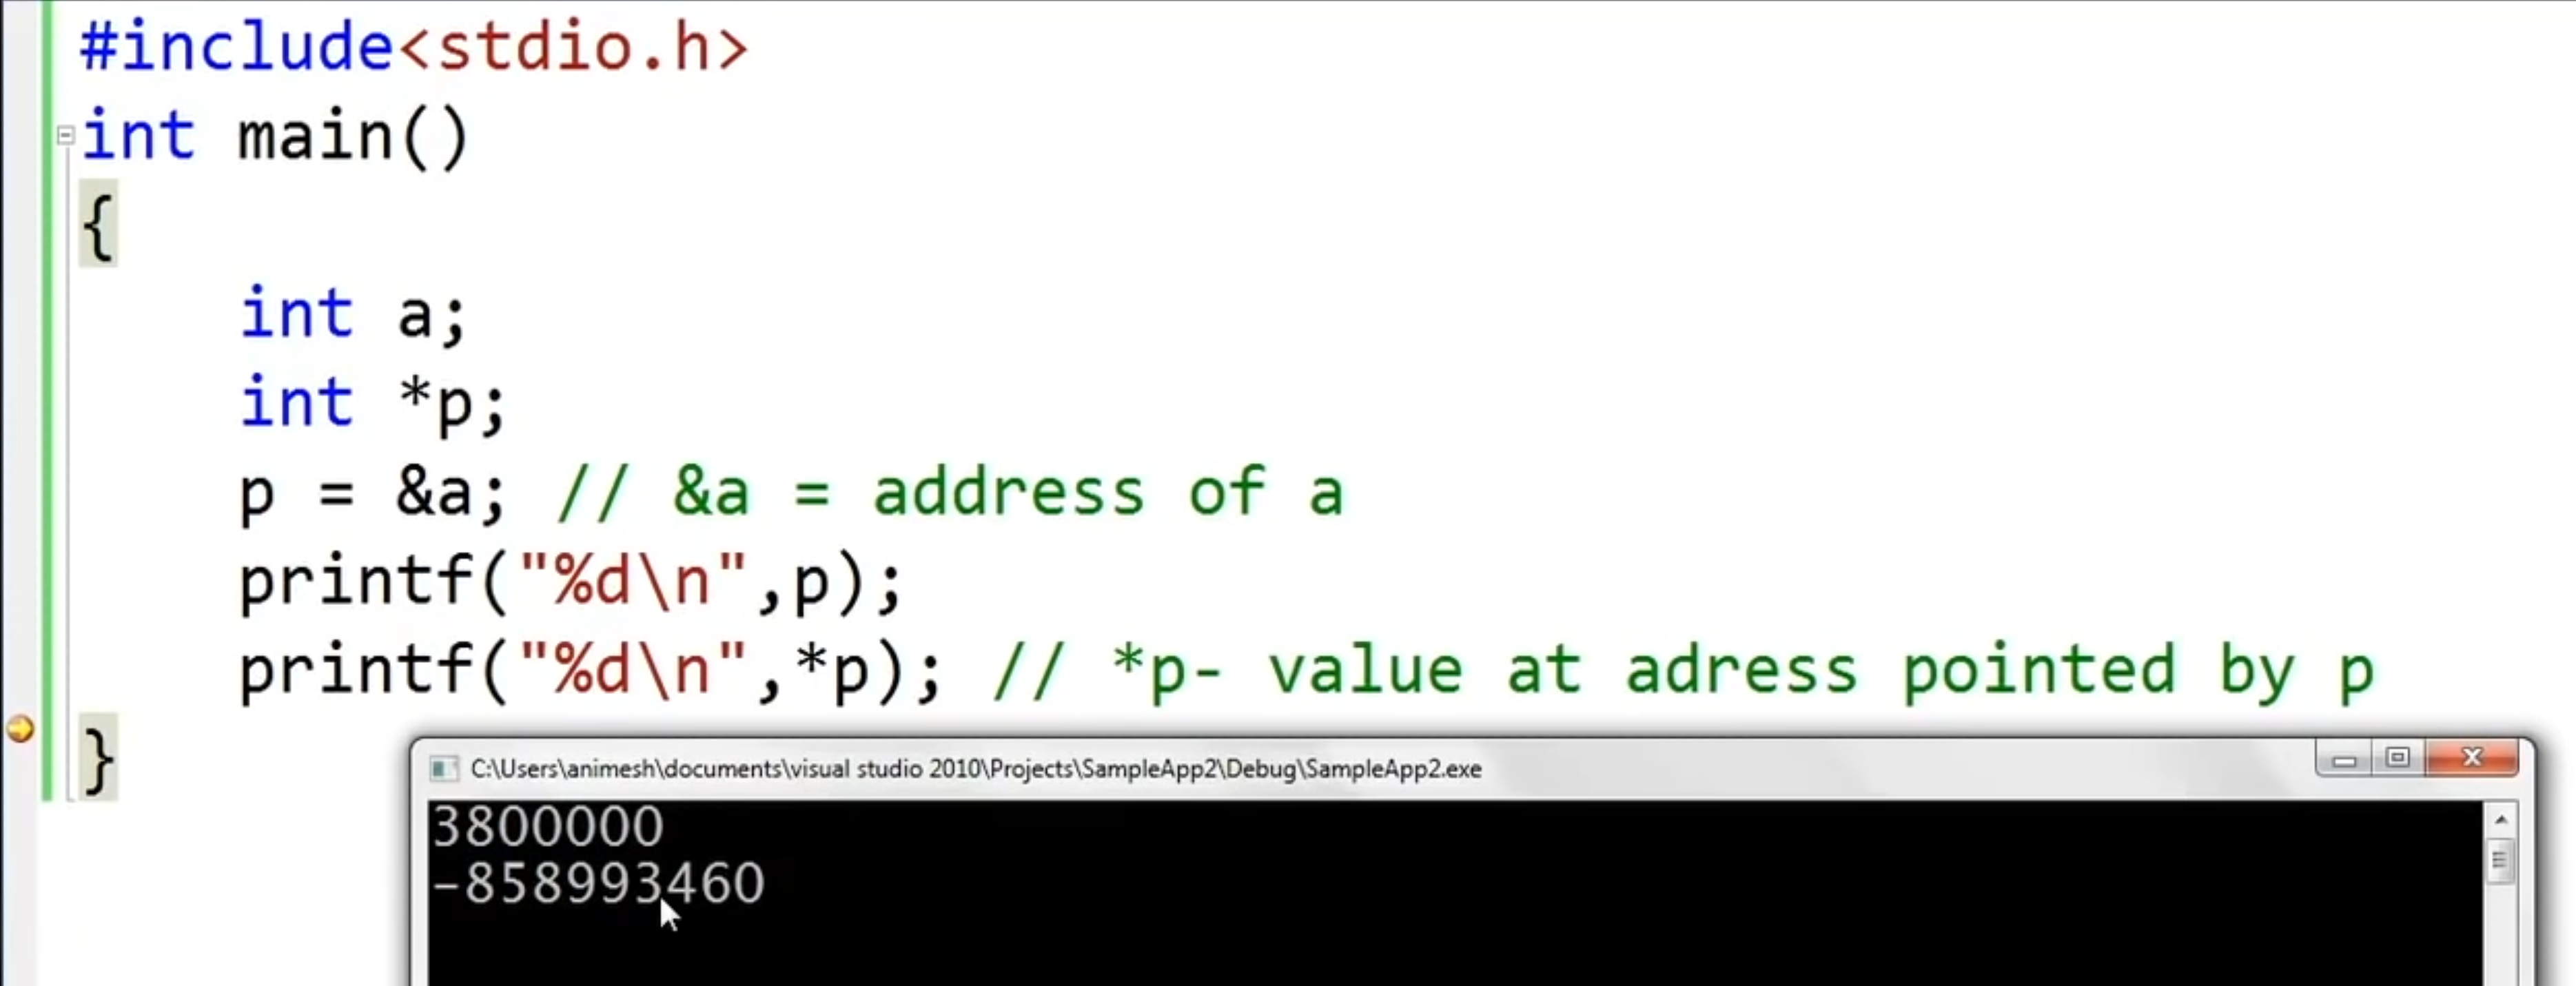 #include<stdio.h>
int main()
{
int a;
int *p;
p = &a; // &a = address of a
printf("%d\n",p);
printf("%d\n",*p); // *p- value at adress pointed by p
}
C:\Users\animesh\documents\visual studio 2010\Projects\SampleApp2\Debug\SampleApp2.exe
3800000
-858993460